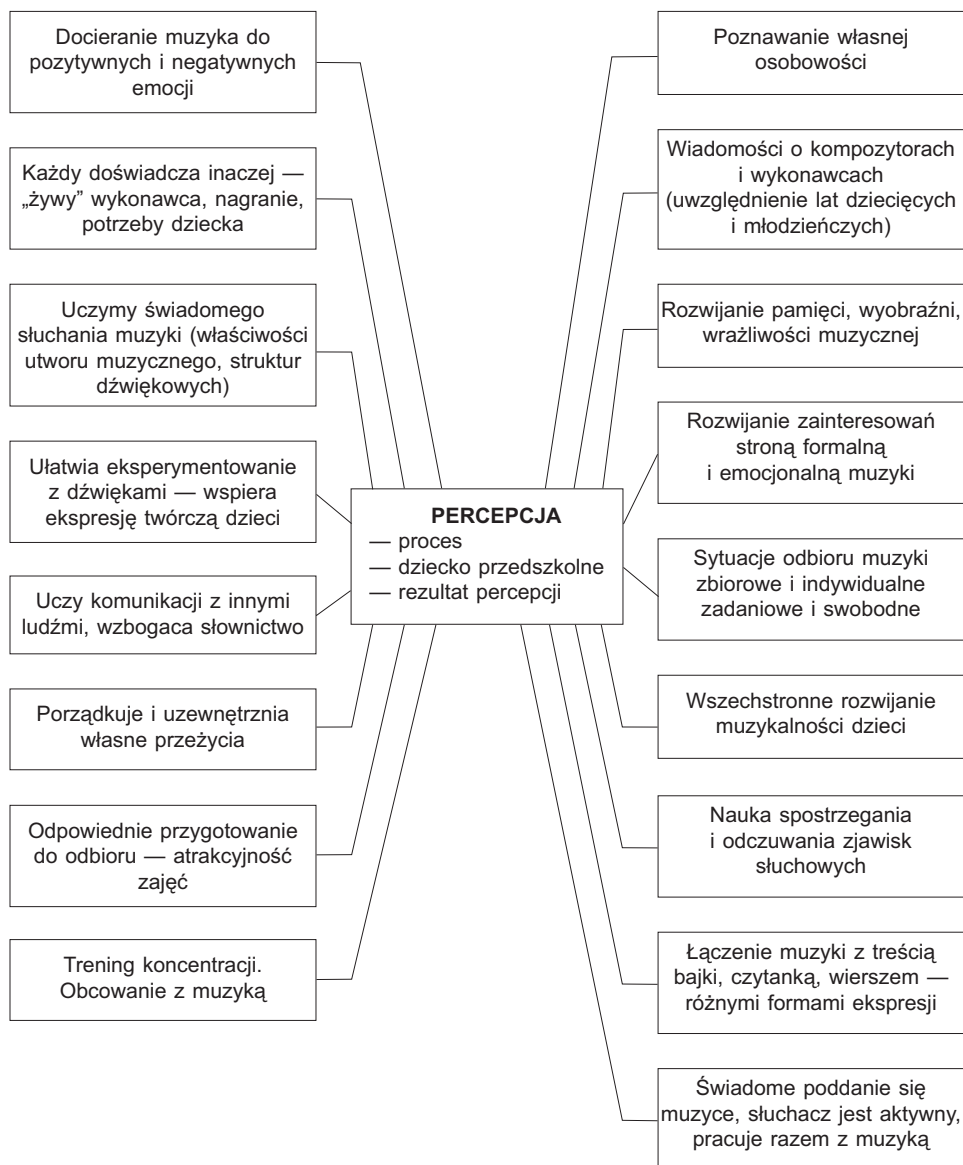 Docieranie muzyka do
pozytywnych i negatywnych
emocji
Każdy doświadcza inaczej —
„żywy” wykonawca, nagranie,
potrzeby dziecka
Uczymy świadomego
słuchania muzyki (właściwości
utworu muzycznego, struktur
dźwiękowych)
Ułatwia eksperymentowanie
z dźwiękami — wspiera
ekspresję twórczą dzieci
Uczy komunikacji z innymi
ludźmi, wzbogaca słownictwo
Porządkuje i uzewnętrznia
własne przeżycia
Odpowiednie przygotowanie
do odbioru — atrakcyjność
zajęć
Trening koncentracji.
Obcowanie z muzyką
PERCEPCJA
— proces
— dziecko przedszkolne
— rezultat percepcji
Poznawanie własnej
osobowości
Wiadomości o kompozytorach
i wykonawcach
(uwzględnienie lat dziecięcych
i młodzieńczych)
Rozwijanie pamięci, wyobraźni,
wrażliwości muzycznej
Rozwijanie zainteresowań
stroną formalną
i emocjonalną muzyki
Sytuacje odbioru muzyki
zbiorowe i indywidualne
zadaniowe i swobodne
Wszechstronne rozwijanie
muzykalności dzieci
Nauka spostrzegania
i odczuwania zjawisk
słuchowych
Łączenie muzyki z treścią
bajki, czytanką, wierszem —
różnymi formami ekspresji
Świadome poddanie się
muzyce, słuchacz jest aktywny,
pracuje razem z muzyką